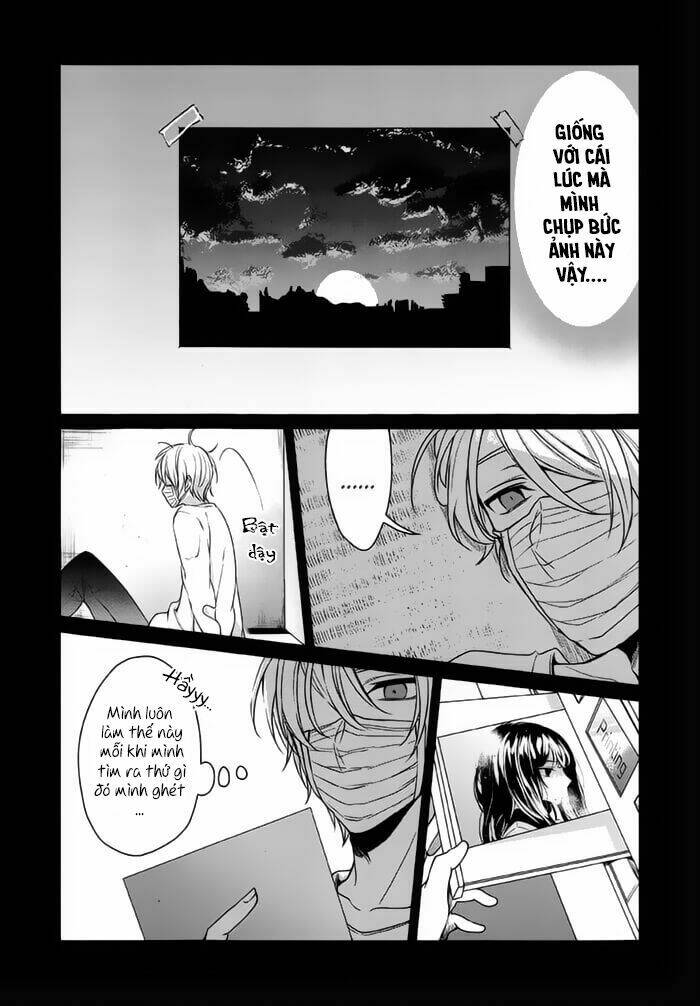 GIỐNG
VỚI CÁI
LÚC MÀ
MÌNH
CHỤP BỨC
ẢNH NÀY
VẬY....
.......
Bật
dậy
Phừng
Hầyyy...
Mình luôn
làm thế này
mỗi khi mình
tìm ra thứ gì
đó mình ghét
...